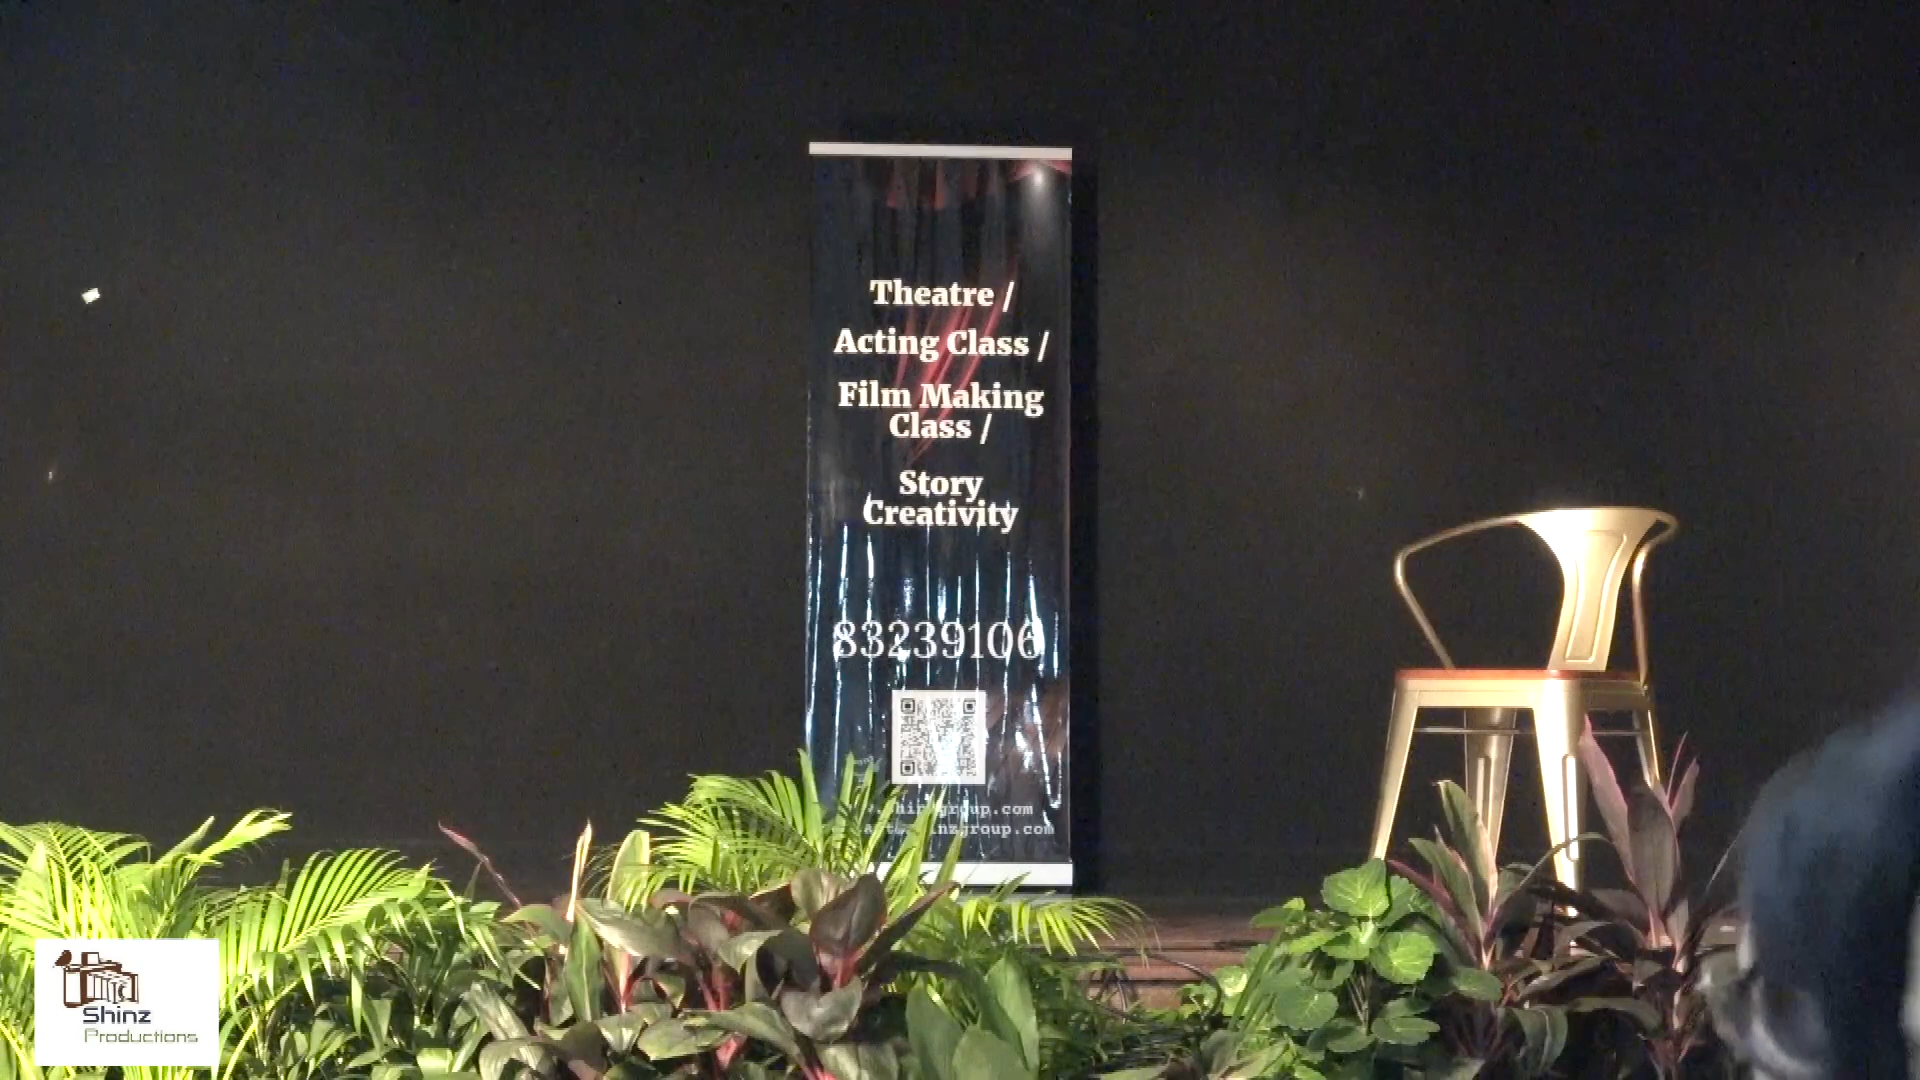 Theatre /
Acting Class /
Film Making
Class /
Story
Creativity
83239106
Shinz
Productions